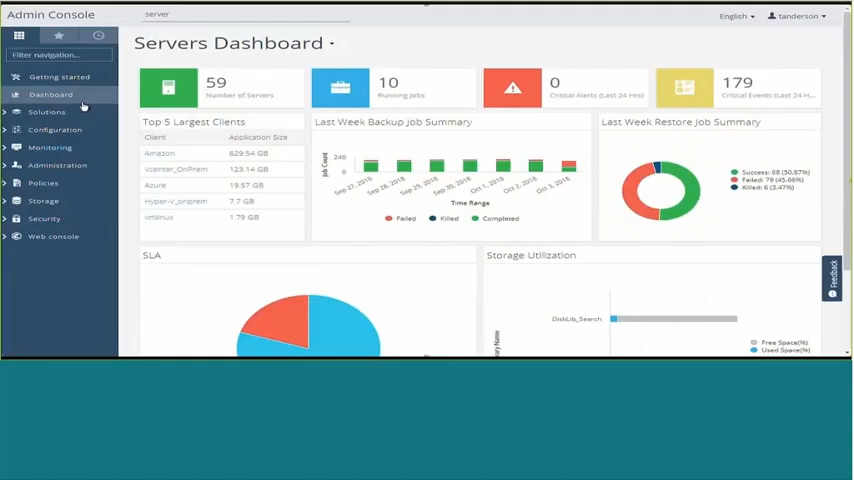 Admin Console
server
English
tanderson
Filter navigation...
Getting started
Dashboard
Solutions
Configuration
Monitoring
Administration
Policies
Storage
Security
Web console
Servers Dashboard
59
Number of Servers
10
Running Jobs
0
Critical Alerts (Last 24 Hrs)
179
Critical Events (Last 24 H...
Top 5 Largest Clients
Client Application Size
Amazon 629.54 GB
Vcenter_OnPrem 123.14 GB
Azure 19.57 GB
Hyper-V_onprem 7.7 GB
vmlinux 1.79 GB
Last Week Backup Job Summary
Job Count
240
0
Sep 27, 2018 Sep 28, 2018 Sep 29, 2018 Sep 30, 2018 Oct 1, 2018 Oct 2, 2018 Oct 3, 2018
Time Range
Failed Killed Completed
Last Week Restore Job Summary
Success: 88 (50.87%)
Failed: 79 (45.66%)
Killed: 6 (3.47%)
SLA
Storage Utilization
DiskLib_Search
rary Name
Free Space(%)
Used Space(%)
Feedback